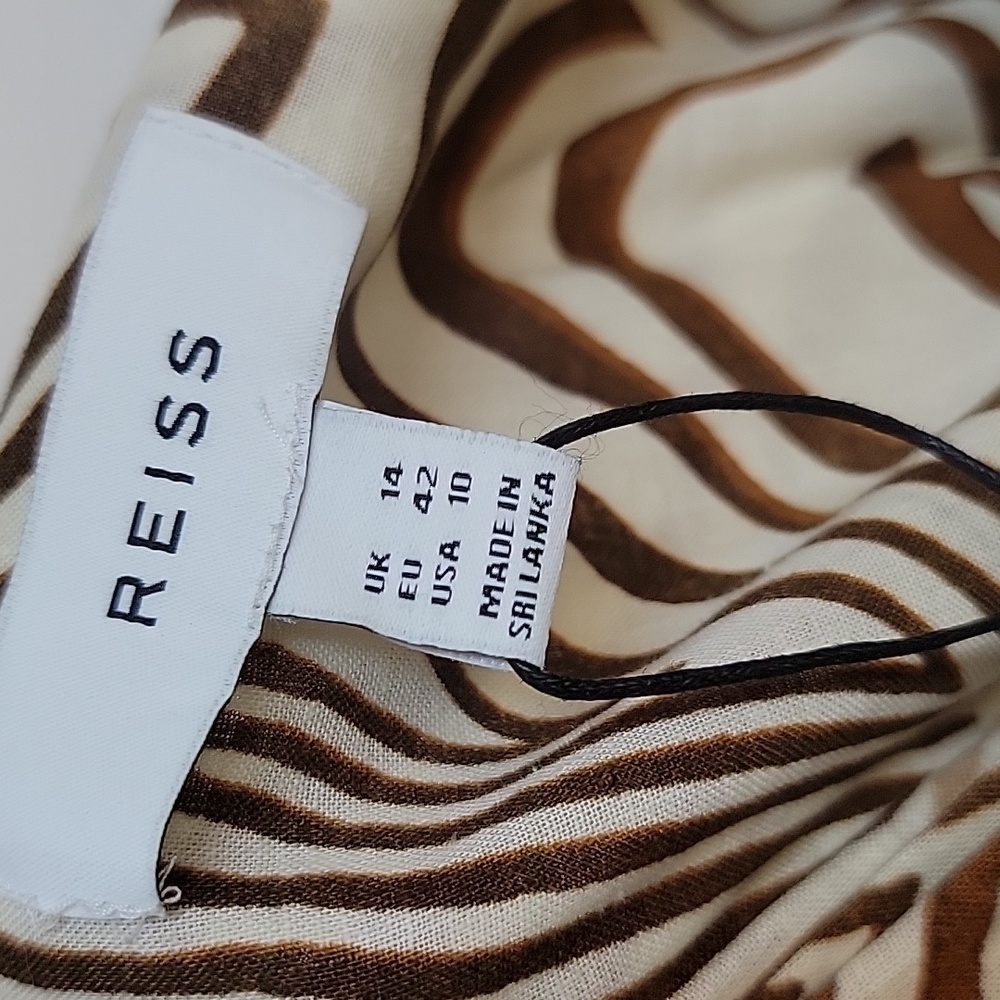 REISS
UK 14
EU 42
USA 10
MADE IN
SRI LANKA